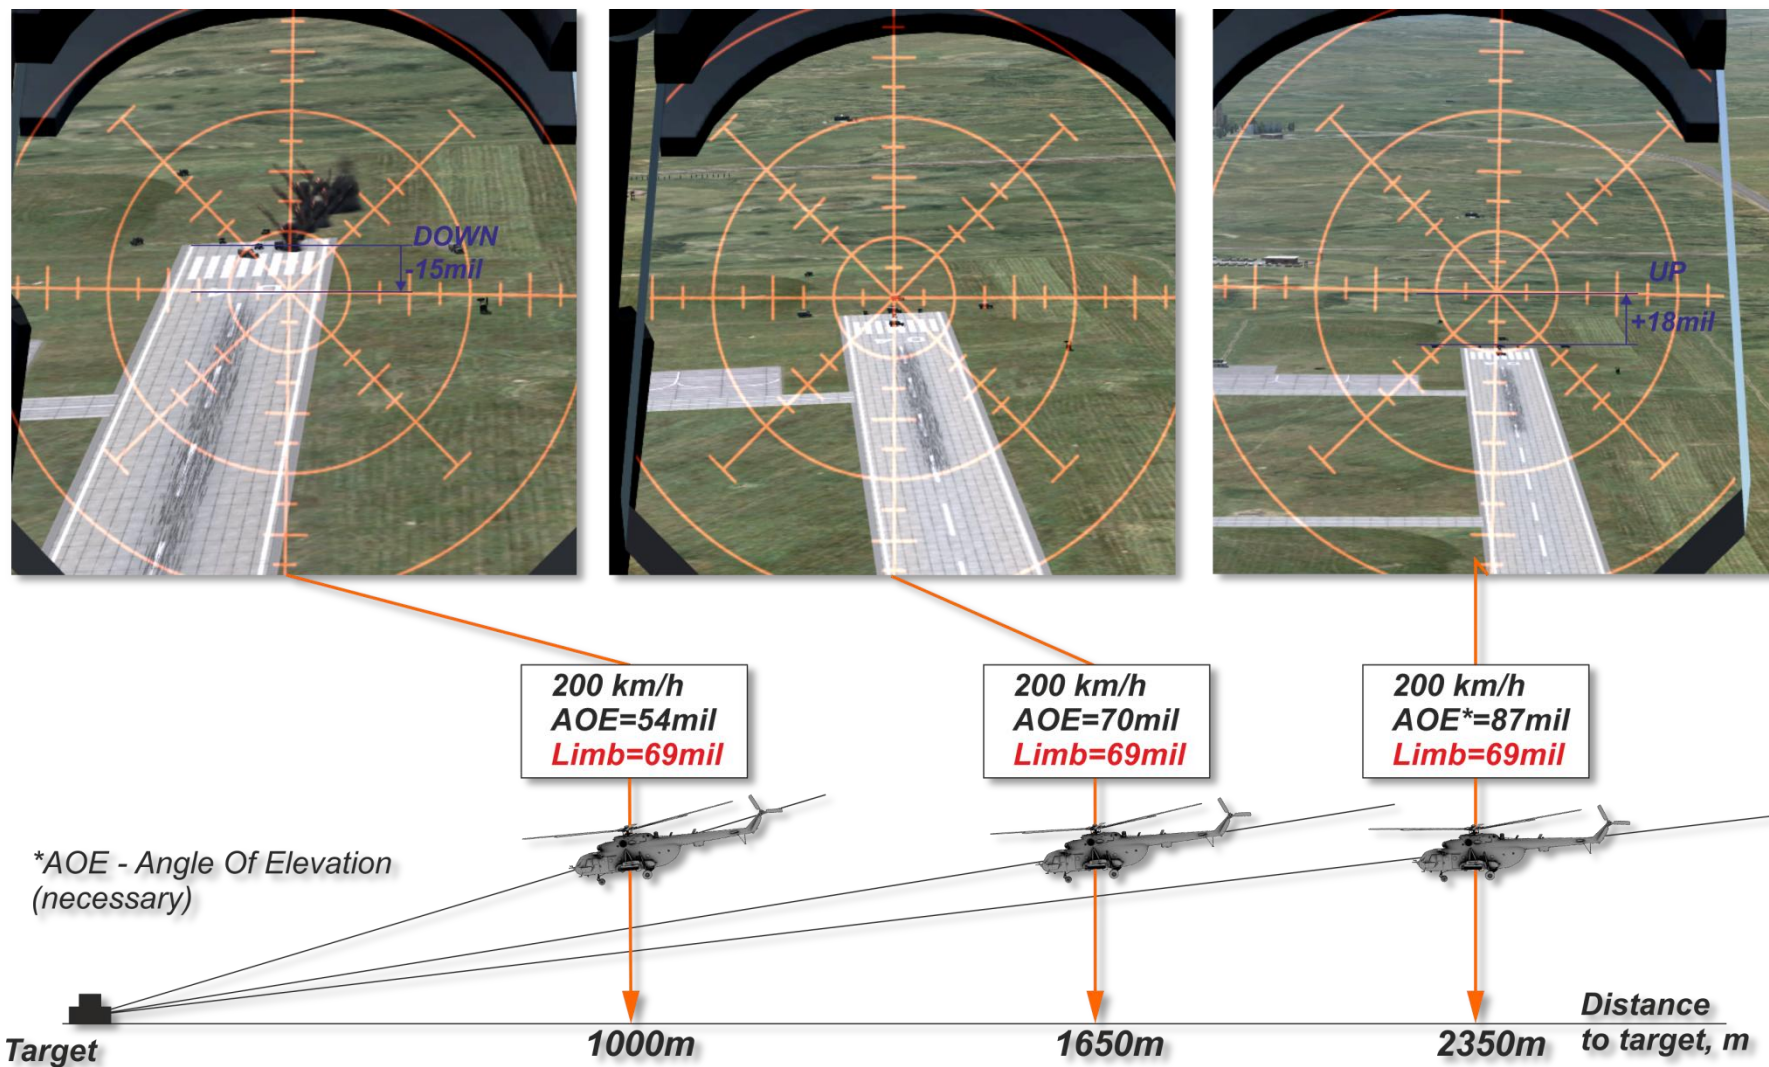 DOWN
-15mil
UP
+18mil
200 km/h
AOE=54mil
Limb=69mil
200 km/h
AOE=70mil
Limb=69mil
200 km/h
AOE*=87mil
Limb=69mil
*AOE - Angle Of Elevation
(necessary)
Target
1000m
1650m
2350m
Distance
to target, m